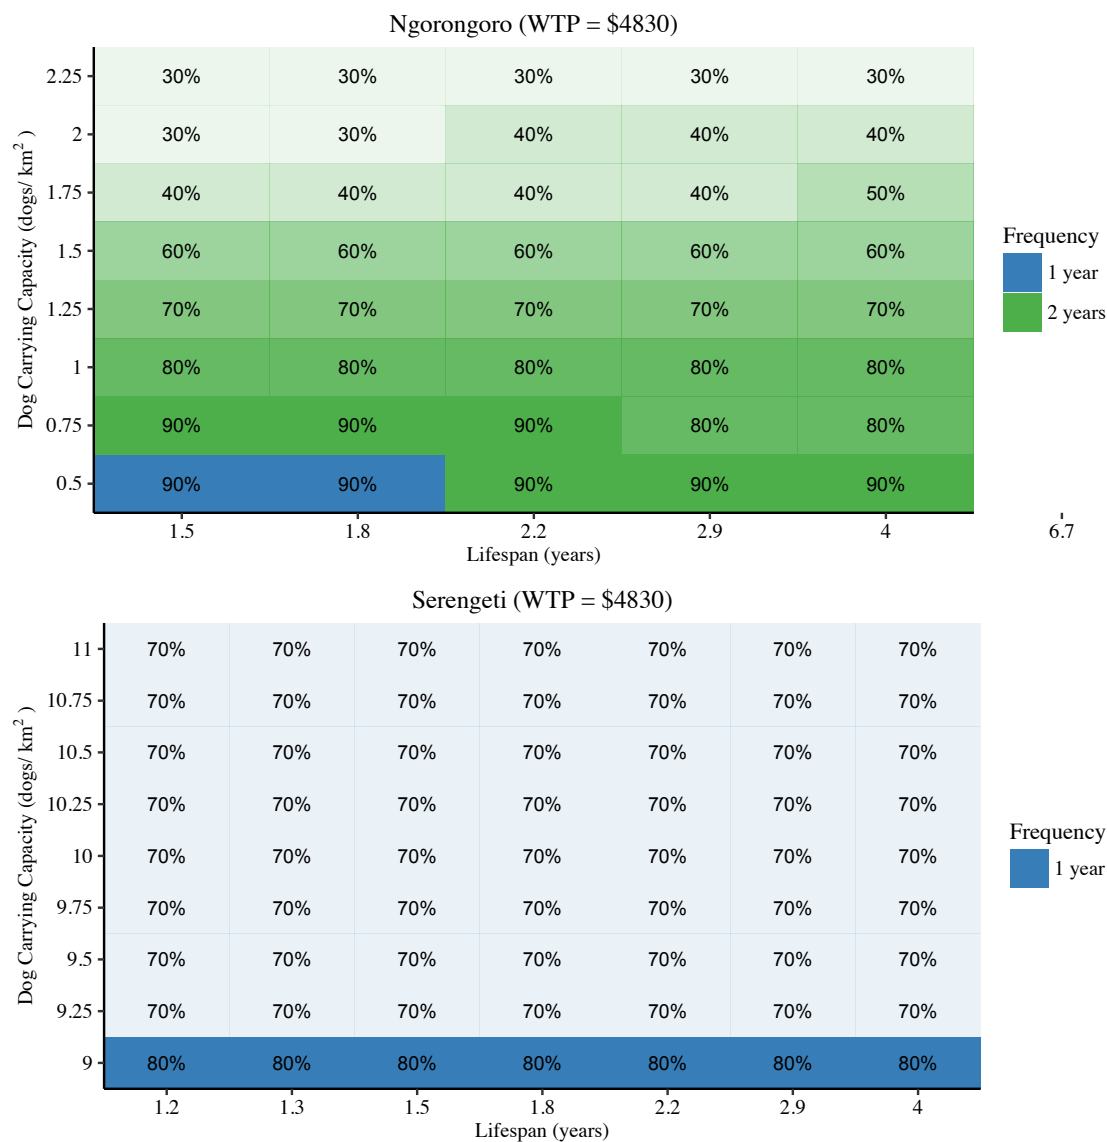 Ngorongoro (WTP = $4830)
Dog Carrying Capacity (dogs/ km²)
2.25 30% 30% 30% 30% 30%
2 30% 30% 40% 40% 40%
1.75 40% 40% 40% 40% 50%
1.5 60% 60% 60% 60% 60%
1.25 70% 70% 70% 70% 70%
1 80% 80% 80% 80% 80%
0.75 90% 90% 90% 80% 80%
0.5 90% 90% 90% 90% 90%
1.5 1.8 2.2 2.9 4 6.7
Lifespan (years)
Frequency
1 year
2 years
Serengeti (WTP = $4830)
Dog Carrying Capacity (dogs/ km²)
11 70% 70% 70% 70% 70% 70% 70%
10.75 70% 70% 70% 70% 70% 70% 70%
10.5 70% 70% 70% 70% 70% 70% 70%
10.25 70% 70% 70% 70% 70% 70% 70%
10 70% 70% 70% 70% 70% 70% 70%
9.75 70% 70% 70% 70% 70% 70% 70%
9.5 70% 70% 70% 70% 70% 70% 70%
9.25 70% 70% 70% 70% 70% 70% 70%
9 80% 80% 80% 80% 80% 80% 80%
1.2 1.3 1.5 1.8 2.2 2.9 4
Lifespan (years)
Frequency
1 year